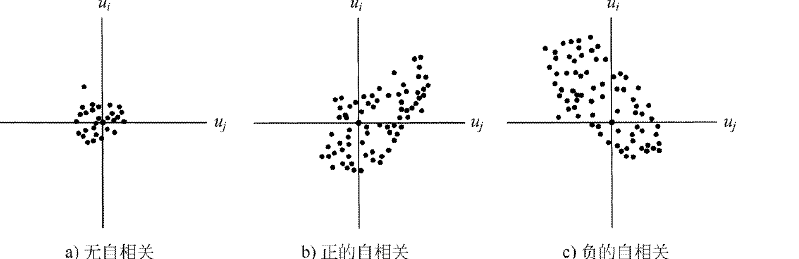 u_i u_i u_i
u_j u_j u_j
a) 无自相关 b) 正的自相关 c) 负的自相关